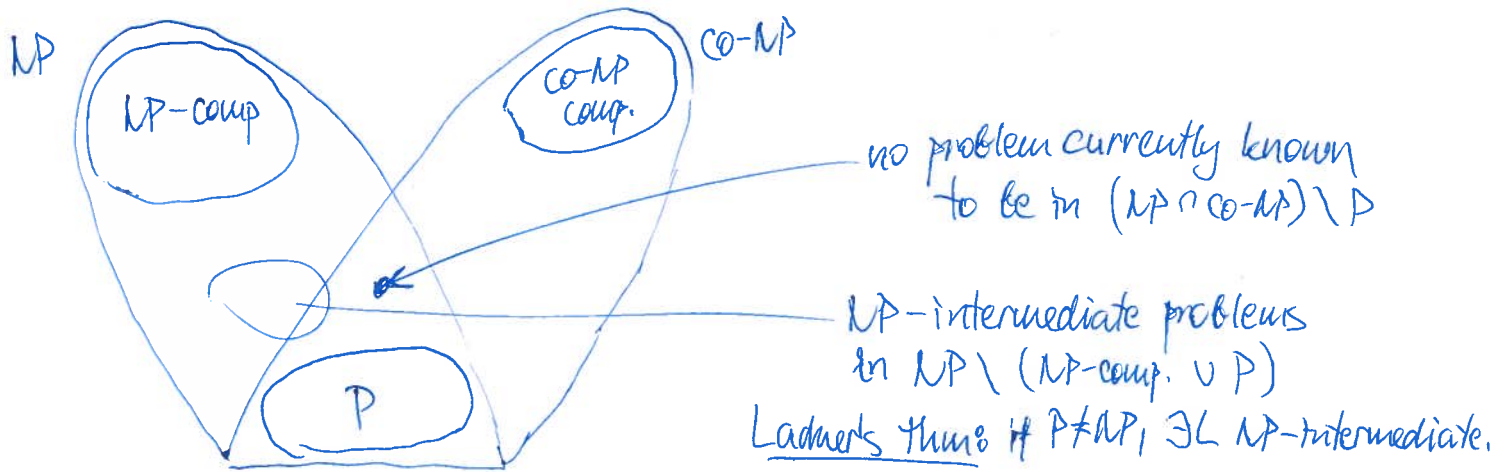 NP
NP-comp
co-NP
comp.
co-NP
no problem currently known
to be in (NP ∩ co-NP) \ P
NP-intermediate problems
in NP \ (NP-comp. ∪ P)
P
Ladner's thm: if P≠NP, ∃L NP-intermediate.